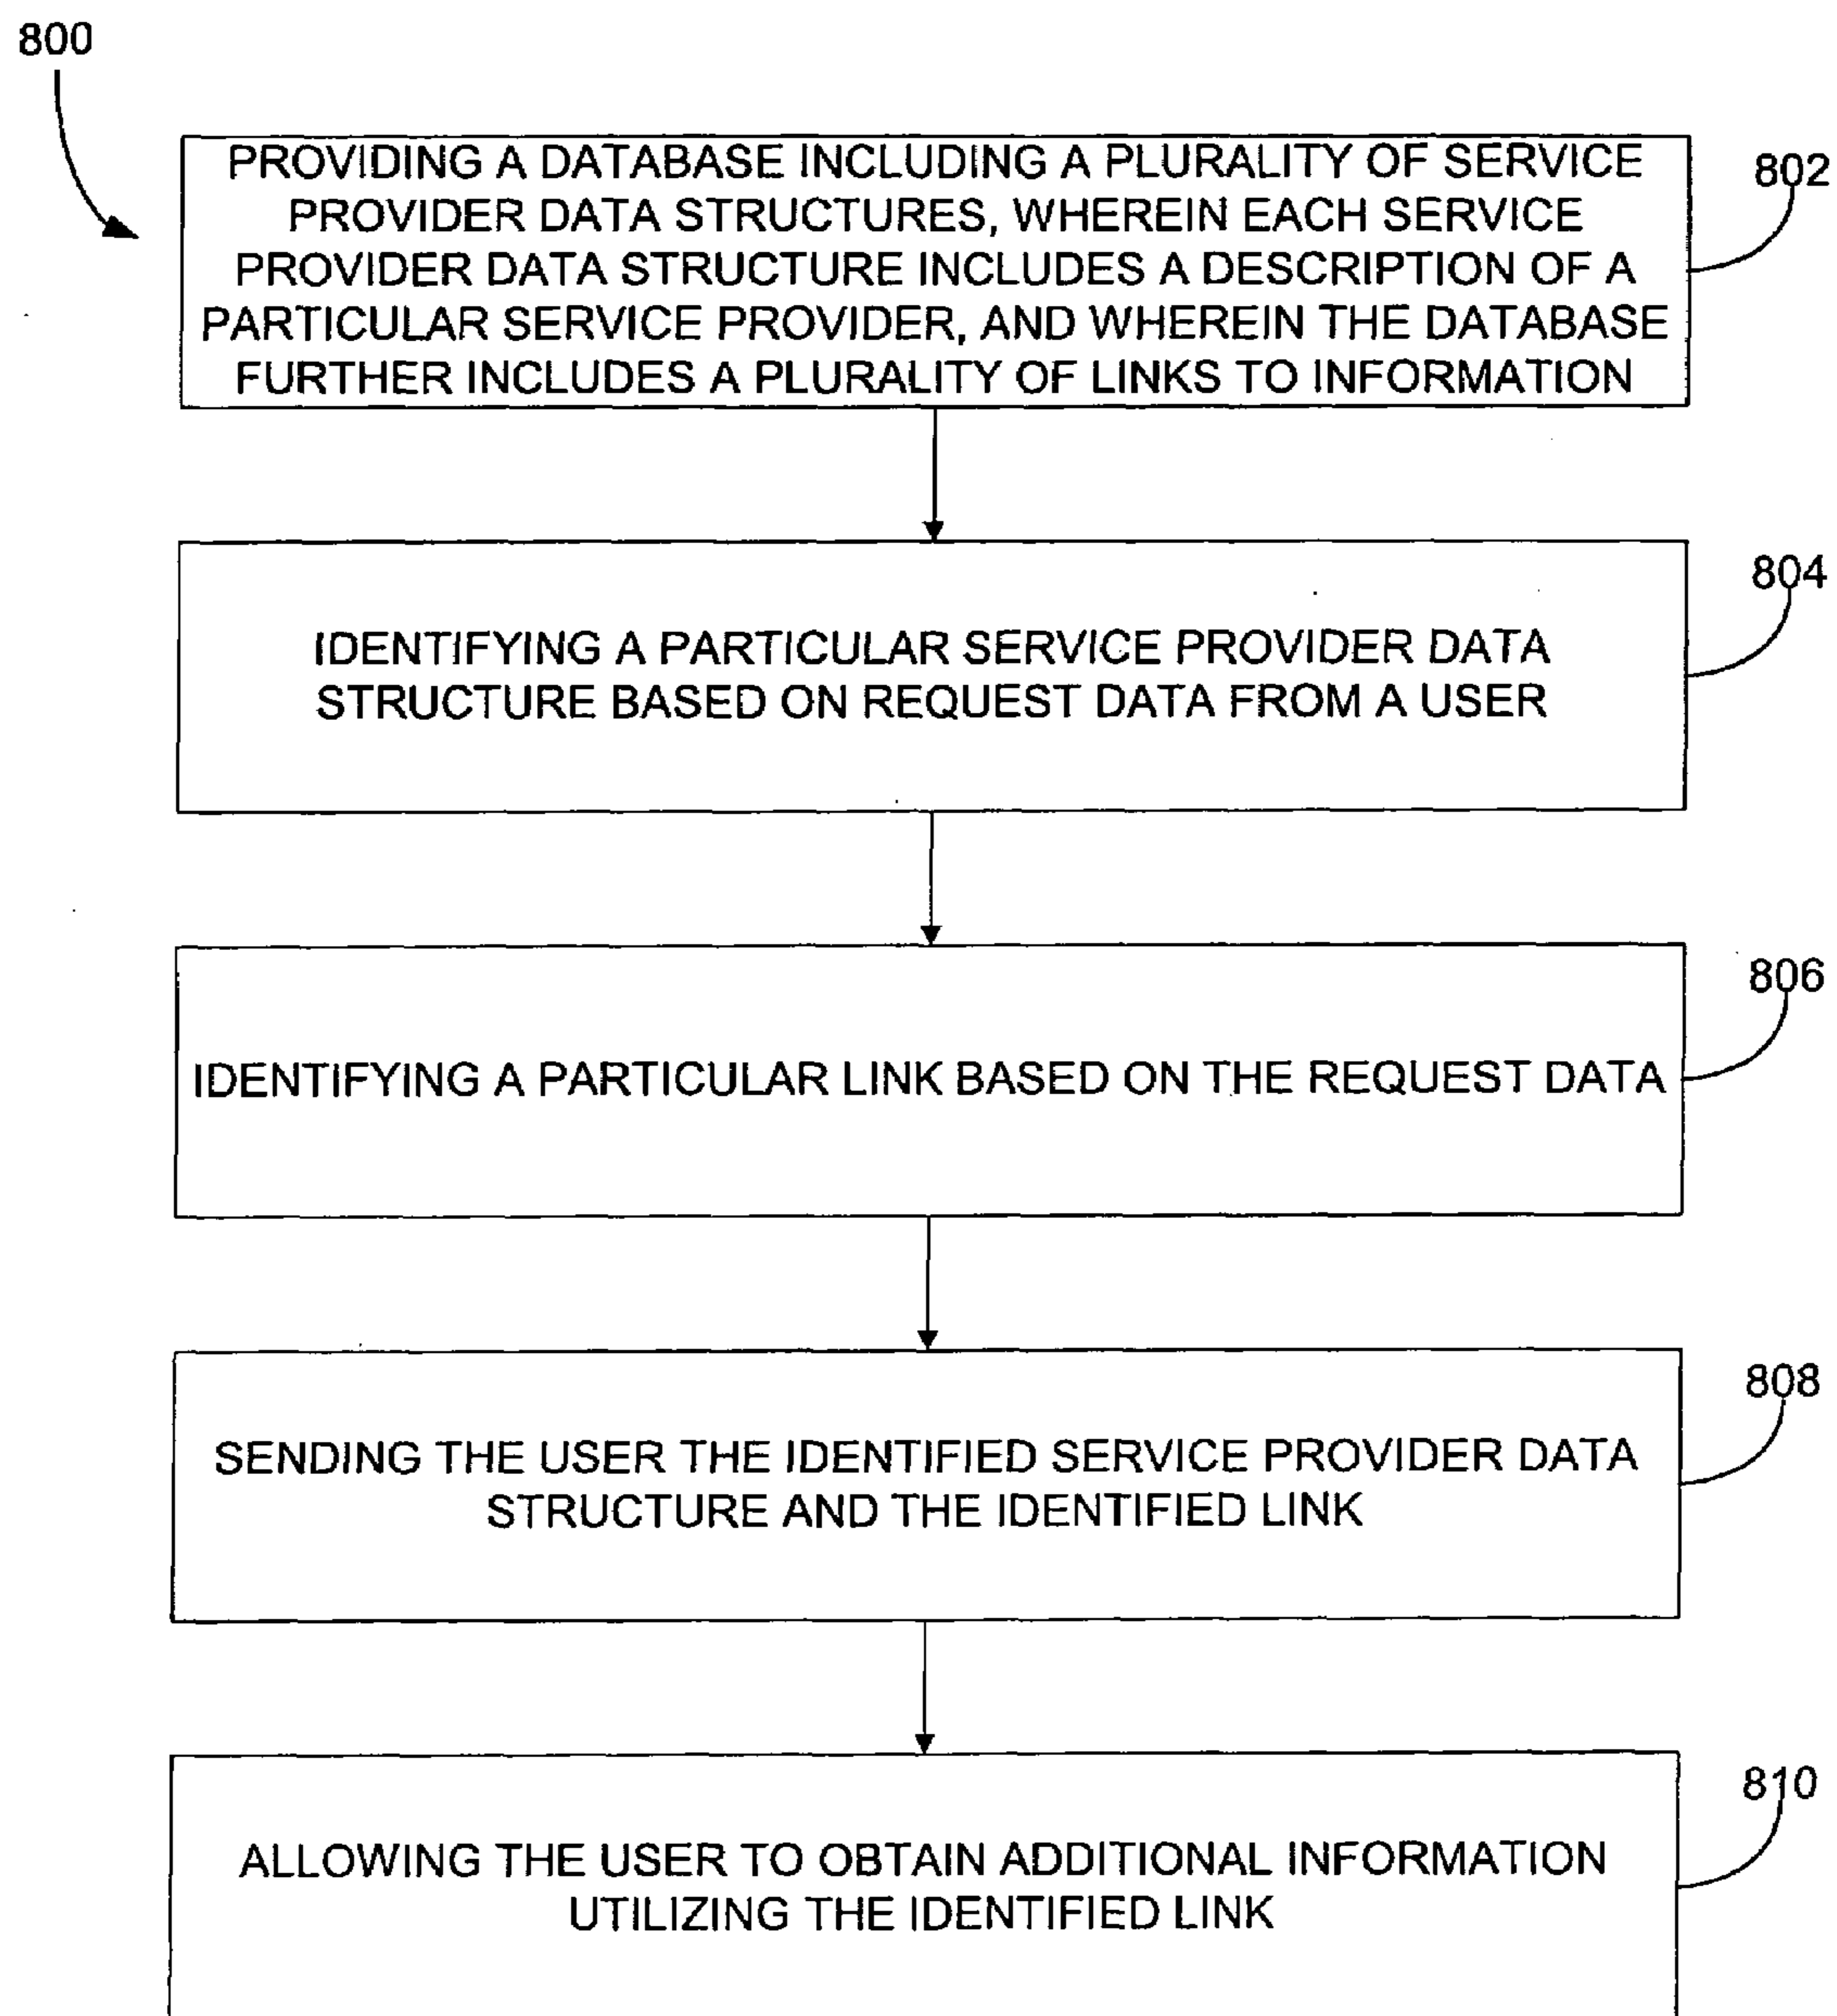 800
PROVIDING A DATABASE INCLUDING A PLURALITY OF SERVICE
PROVIDER DATA STRUCTURES, WHEREIN EACH SERVICE
PROVIDER DATA STRUCTURE INCLUDES A DESCRIPTION OF A
PARTICULAR SERVICE PROVIDER, AND WHEREIN THE DATABASE
FURTHER INCLUDES A PLURALITY OF LINKS TO INFORMATION
802
IDENTIFYING A PARTICULAR SERVICE PROVIDER DATA
STRUCTURE BASED ON REQUEST DATA FROM A USER
804
IDENTIFYING A PARTICULAR LINK BASED ON THE REQUEST DATA
806
SENDING THE USER THE IDENTIFIED SERVICE PROVIDER DATA
STRUCTURE AND THE IDENTIFIED LINK
808
ALLOWING THE USER TO OBTAIN ADDITIONAL INFORMATION
UTILIZING THE IDENTIFIED LINK
810